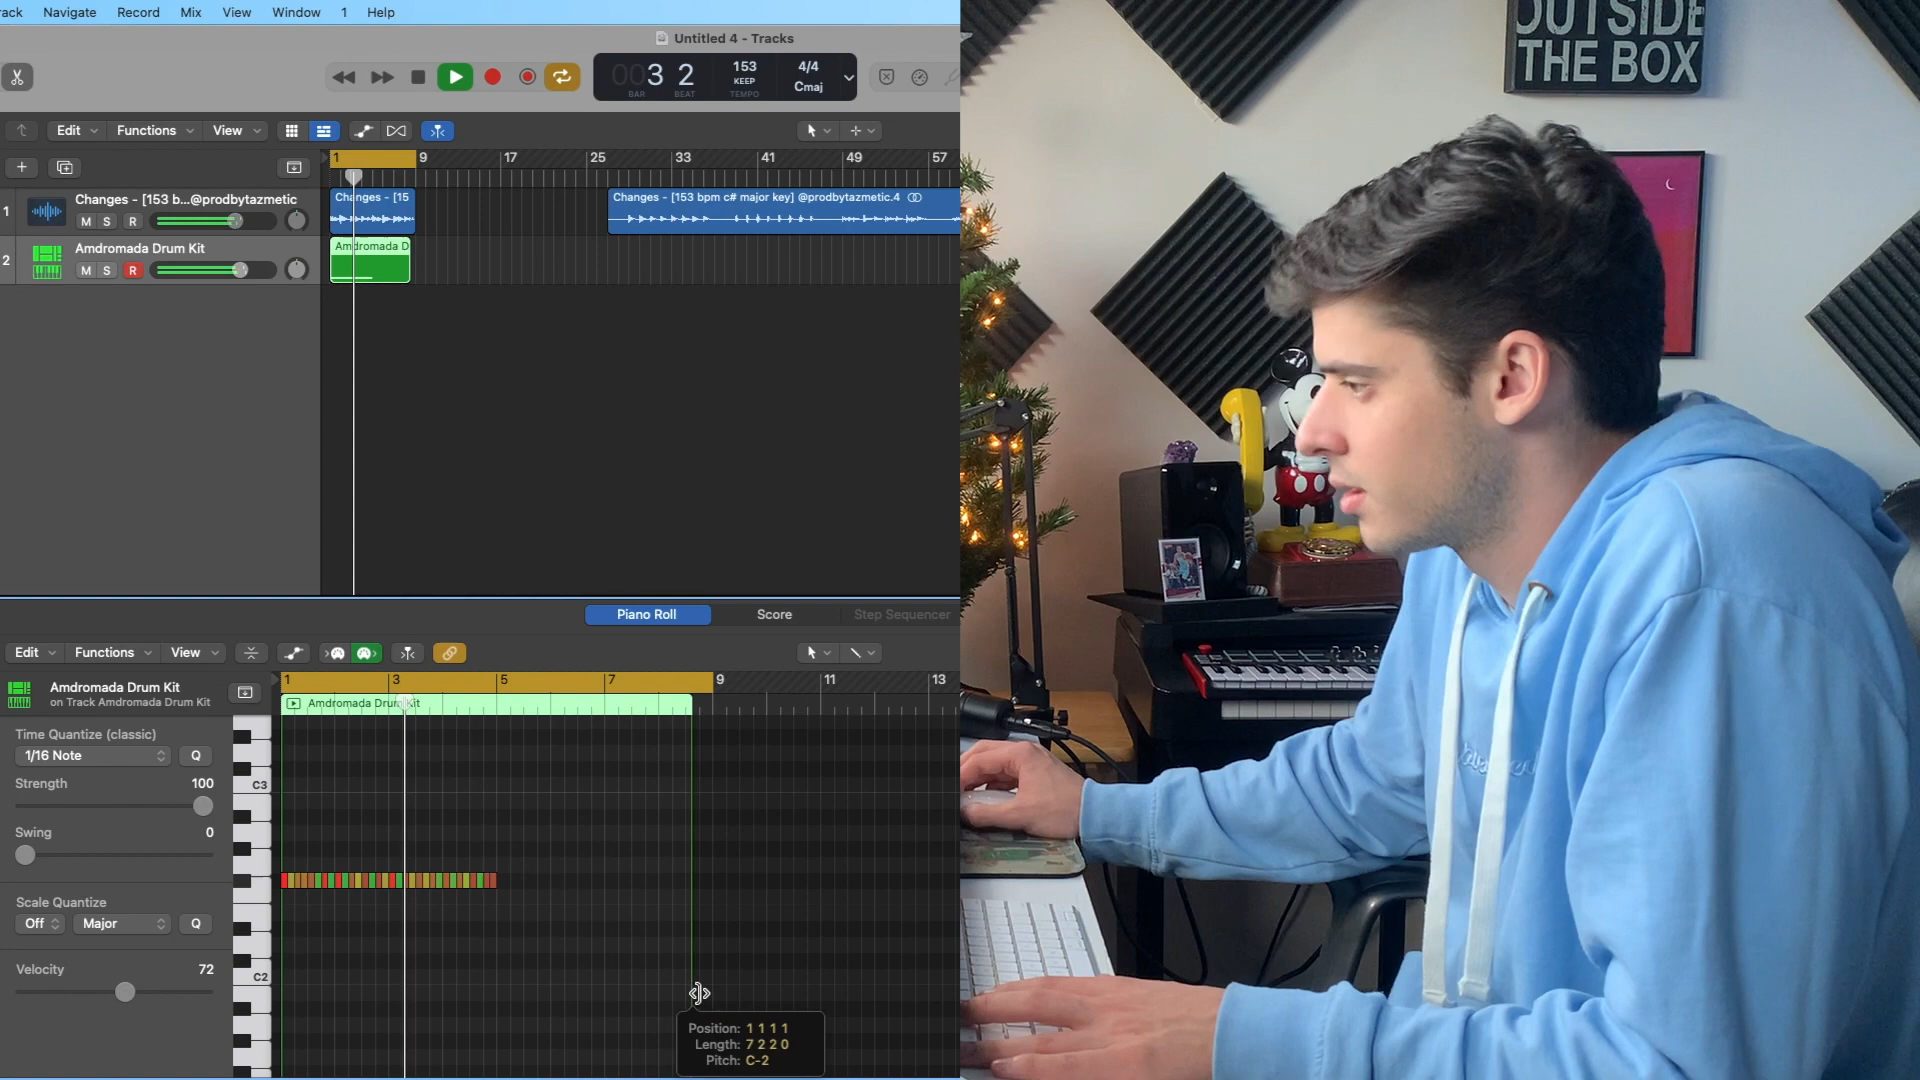 rack Navigate Record Mix View Window 1 Help
Untitled 4 - Tracks
003 2
BAR BEAT
153
KEEP
TEMPO
4/4
Cmaj
Edit Functions View
1 9 17 25 33 41 49 57
1 Changes - [153 b...@prodbytazmetic
M S R
Changes - [15
Changes - [153 bpm c# major key] @prodbytazmetic.4
2 Amdromada Drum Kit
M S R
Amdromada D
Piano Roll Score Step Sequencer
Edit Functions View
1 3 5 7 9 11 13
Amdromada Drum Kit
on Track Amdromada Drum Kit
Amdromada Drum Kit
Time Quantize (classic)
1/16 Note Q
Strength 100
Swing 0
Scale Quantize
Off Major Q
Velocity 72
C3
C2
Position: 1 1 1 1
Length: 7 2 2 0
Pitch: C-2
OUTSIDE
THE BOX